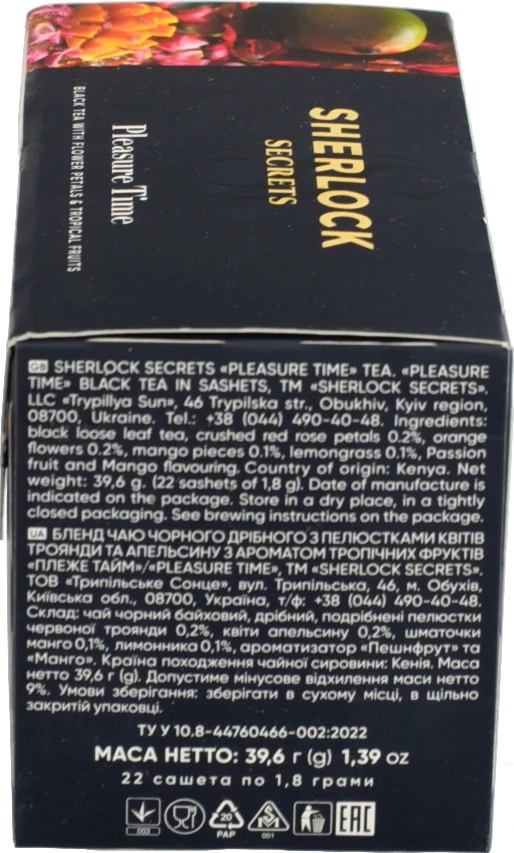 SHERLOCK
SECRETS
Pleasure Time
BLACK TEA WITH FLOWER PETALS & TROPICAL FRUITS
GB SHERLOCK SECRETS «PLEASURE TIME» TEA. «PLEASURE
TIME» BLACK TEA IN SASHETS, TM «SHERLOCK SECRETS».
LLC «Trypillya Sun», 46 Trypilska str., Obukhiv, Kyiv region,
08700, Ukraine. Tel.: +38 (044) 490-40-48. Ingredients:
black loose leaf tea, crushed red rose petals 0.2%, orange
flowers 0.2%, mango pieces 0.1%, lemongrass 0.1%, Passion
fruit and Mango flavouring. Country of origin: Kenya. Net
weight: 39,6 g. (22 sashets of 1,8 g). Date of manufacture is
indicated on the package. Store in a dry place, in a tightly
closed packaging. See brewing instructions on the package.
UA БЛЕНД ЧАЮ ЧОРНОГО ДРІБНОГО З ПЕЛЮСТКАМИ КВІТІВ
ТРОЯНДИ ТА АПЕЛЬСИНУ З АРОМАТОМ ТРОПІЧНИХ ФРУКТІВ
«ПЛЕЖЕ ТАЙМ»/«PLEASURE TIME», ТМ «SHERLOCK SECRETS».
ТОВ «Трипільське Сонце», вул. Трипільська, 46, м. Обухів,
Київська обл., 08700, Україна, т/ф: +38 (044) 490-40-48.
Склад: чай чорний байховий, дрібний, подрібнені пелюстки
червоної троянди 0,2%, квіти апельсину 0,2%, шматочки
манго 0,1%, лимонника 0,1%, ароматизатор «Пешнфрут» та
«Манго». Країна походження чайної сировини: Кенія. Маса
нетто 39,6 г (g). Допустиме мінусове відхилення маси нетто
9%. Умови зберігання: зберігати в сухому місці, в щільно
закритій упаковці.
ТУ У 10.8-44760466-002:2022
МАСА НЕТТО: 39,6 г (g) 1,39 oz
22 сашета по 1,8 грами
003
20
PAP
001
EAC